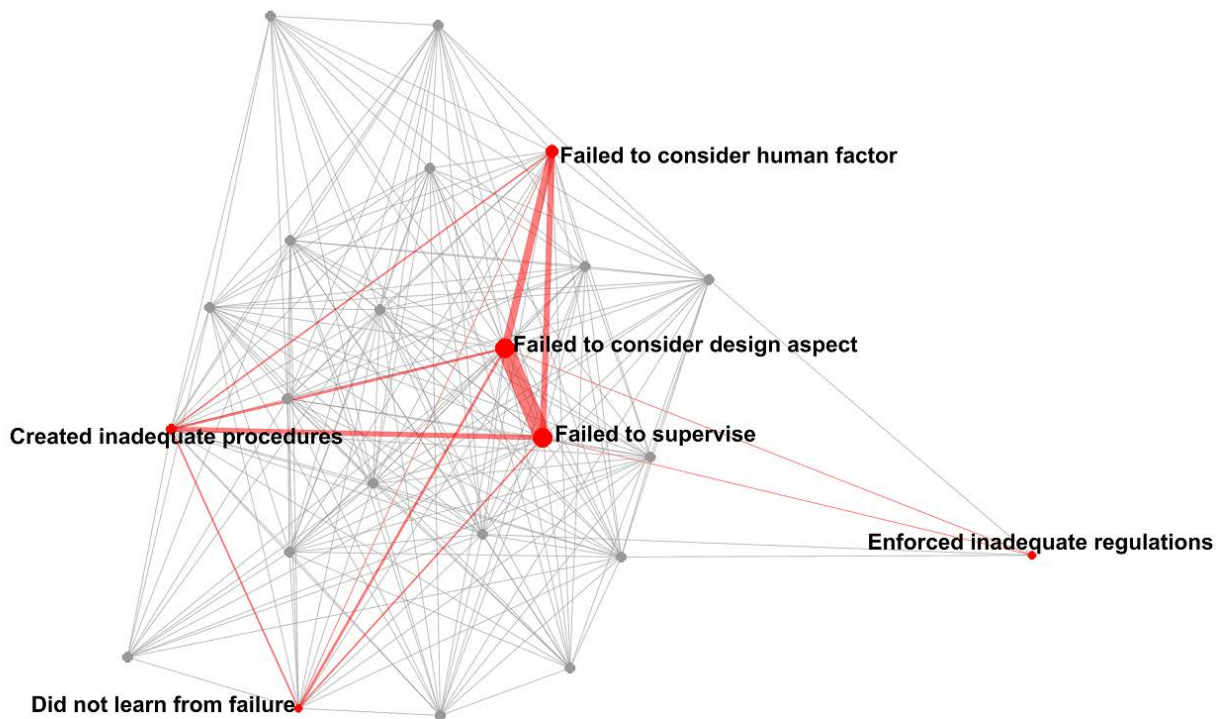 Failed to consider human factor
Failed to consider design aspect
Failed to supervise
Created inadequate procedures
Enforced inadequate regulations
Did not learn from failure